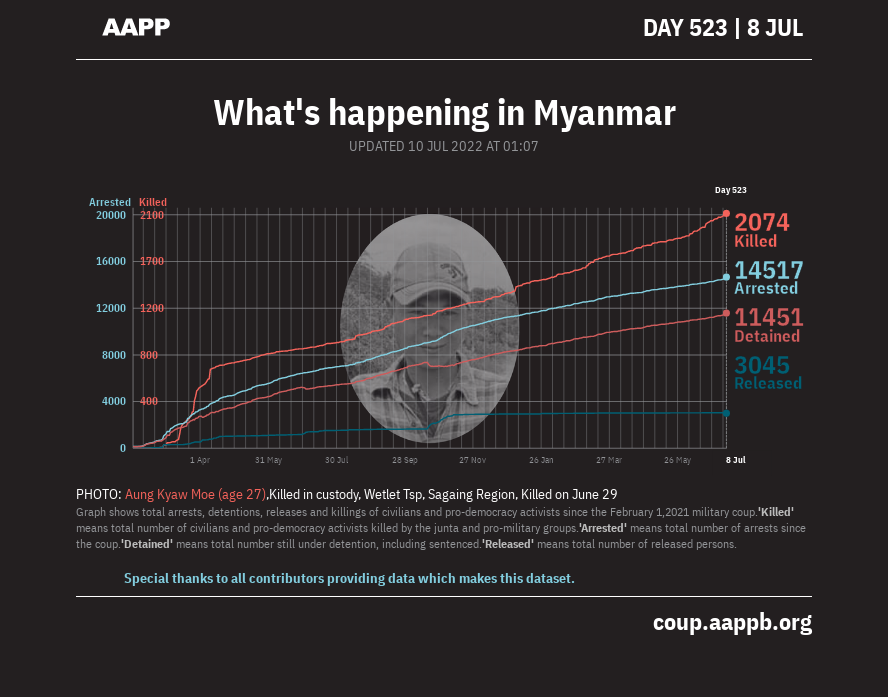 AAPP
DAY 523 | 8 JUL
What's happening in Myanmar
UPDATED 10 JUL 2022 AT 01:07
Day 523
Arrested Killed
20000 2100
16000 1700
12000 1200
8000 800
4000 400
0
2074
Killed
14517
Arrested
11451
Detained
3045
Released
1 Apr 31 May 30 Jul 28 Sep 27 Nov 26 Jan 27 Mar 26 May 8 Jul
PHOTO: Aung Kyaw Moe (age 27),Killed in custody, Wetlet Tsp, Sagaing Region, Killed on June 29
Graph shows total arrests, detentions, releases and killings of civilians and pro-democracy activists since the February 1,2021 military coup.'Killed'
means total number of civilians and pro-democracy activists killed by the junta and pro-military groups.'Arrested' means total number of arrests since
the coup.'Detained' means total number still under detention, including sentenced.'Released' means total number of released persons.
Special thanks to all contributors providing data which makes this dataset.
coup.aappb.org